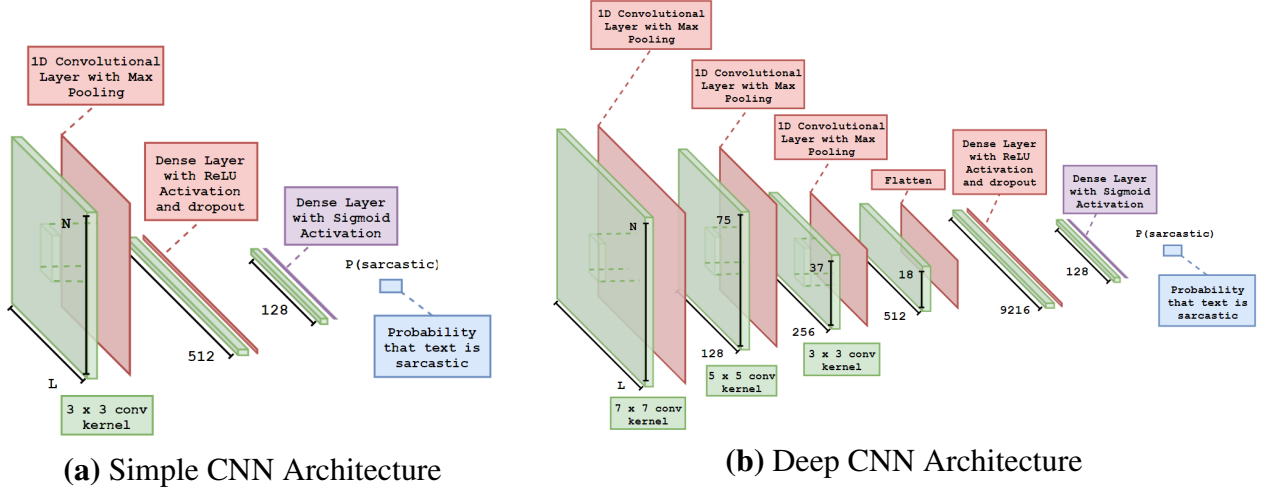 1D Convolutional
Layer with Max
Pooling
Dense Layer
with ReLU
Activation
and dropout
Dense Layer
with Sigmoid
Activation
P(sarcastic)
Probability
that text is
sarcastic
N
L
512
128
3 x 3 conv
kernel
(a) Simple CNN Architecture
1D Convolutional
Layer with Max
Pooling
1D Convolutional
Layer with Max
Pooling
1D Convolutional
Layer with Max
Pooling
Flatten
Dense Layer
with ReLU
Activation
and dropout
Dense Layer
with Sigmoid
Activation
P(sarcastic)
Probability
that text is
sarcastic
N
75
37
18
L
128
256
512
9216
128
7 x 7 conv
kernel
5 x 5 conv
kernel
3 x 3 conv
kernel
(b) Deep CNN Architecture